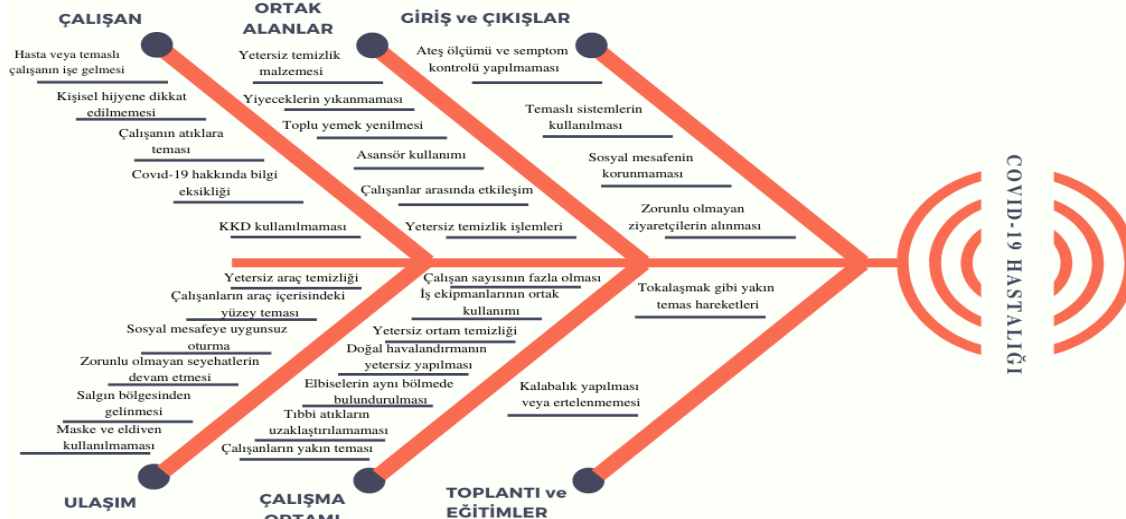 ÇALIŞAN
Hasta veya temaslı
çalışanın işe gelmesi
Kişisel hijyene dikkat
edilmemesi
Çalışanın atıklara
teması
Covıd-19 hakkında bilgi
eksikliği
KKD kullanılmaması
ORTAK
ALANLAR
Yetersiz temizlik
malzemesi
Yiyeceklerin yıkanmaması
Toplu yemek yenilmesi
Asansör kullanımı
Çalışanlar arasında etkileşim
Yetersiz temizlik işlemleri
GİRİŞ ve ÇIKIŞLAR
Ateş ölçümü ve semptom
kontrolü yapılmaması
Temaslı sistemlerin
kullanılması
Sosyal mesafenin
korunmaması
Zorunlu olmayan
ziyaretçilerin alınması
COVID-19 HASTALIĞI
Yetersiz araç temizliği
Çalışanların araç içerisindeki
yüzey teması
Sosyal mesafeye uygunsuz
oturma
Zorunlu olmayan seyehatlerin
devam etmesi
Salgın bölgesinden
gelinmesi
Maske ve eldiven
kullanılmaması
ULAŞIM
Çalışan sayısının fazla olması
İş ekipmanlarının ortak
kullanımı
Yetersiz ortam temizliği
Doğal havalandırmanın
yetersiz yapılması
Elbiselerin aynı bölmede
bulundurulması
Tıbbi atıkların
uzaklaştırılamaması
Çalışanların yakın teması
ÇALIŞMA
ORTAMI
Tokalaşmak gibi yakın
temas hareketleri
Kalabalık yapılması
veya ertelenmemesi
TOPLANTI ve
EĞİTİMLER